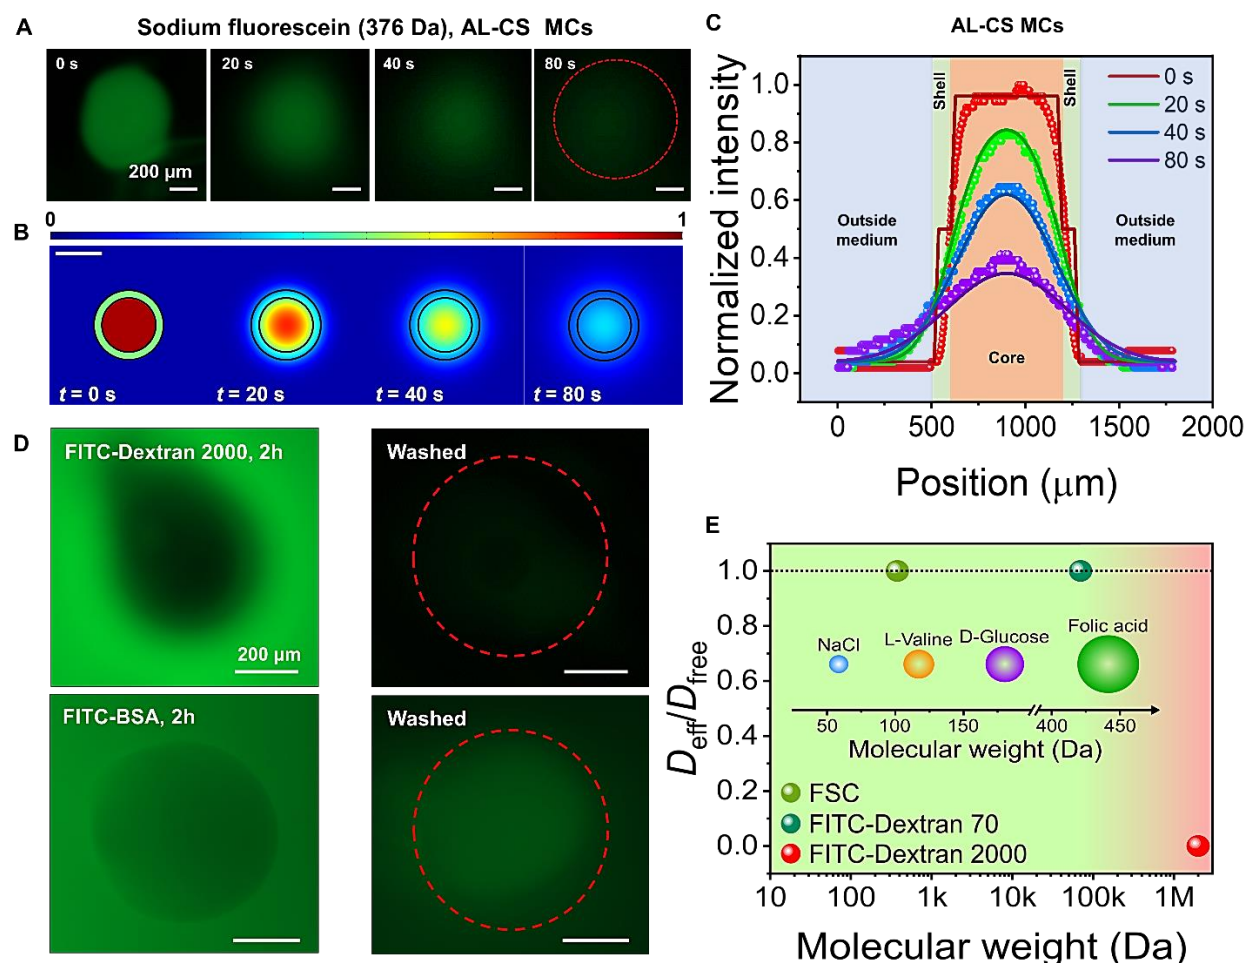 A
Sodium fluorescein (376 Da), AL-CS MCs
0 s
20 s
40 s
80 s
200 μm
0
1
B
t = 0 s
t = 20 s
t = 40 s
t = 80 s
C
AL-CS MCs
Normalized intensity
1.0
0.8
0.6
0.4
0.2
0.0
Shell
Shell
0 s
20 s
40 s
80 s
Outside
medium
Outside
medium
Core
0
500
1000
1500
2000
Position (μm)
D
FITC-Dextran 2000, 2h
200 μm
Washed
FITC-BSA, 2h
Washed
E
Deff/Dfree
1.0
0.8
0.6
0.4
0.2
0.0
NaCl
L-Valine
D-Glucose
Folic acid
50
100
150
400
450
Molecular weight (Da)
FSC
FITC-Dextran 70
FITC-Dextran 2000
10
100
1k
10k
100k
1M
Molecular weight (Da)